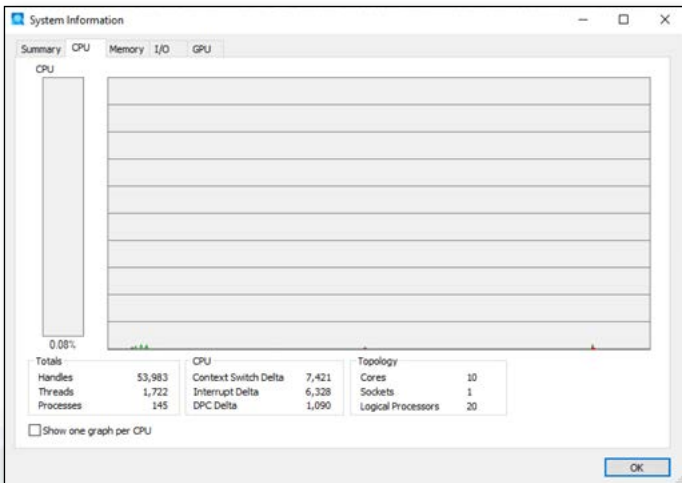 System Information
Summary CPU Memory I/O GPU
CPU
0.08%
Totals CPU Topology
Handles 53,983 Context Switch Delta 7,421 Cores 10
Threads 1,722 Interrupt Delta 6,328 Sockets 1
Processes 145 DPC Delta 1,090 Logical Processors 20
Show one graph per CPU
OK